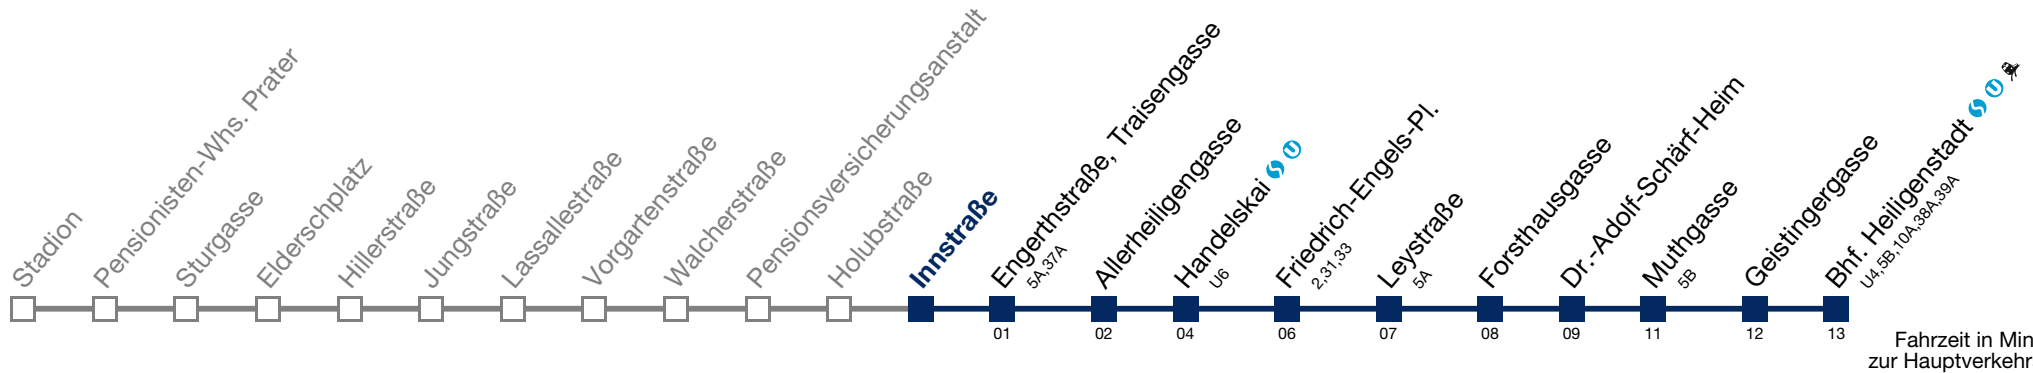 Stadion
Pensionisten-Whs. Prater
Sturgasse
Elderschplatz
Hillerstraße
Jungstraße
Lassallestraße
Vorgartenstraße
Walcherstraße
Pensionsversicherungsanstalt
Holubstraße
Innstraße
Engerthstraße, Traisengasse
5A,37A
01
Allerheiligengasse
02
Handelskai
U6
04
Friedrich-Engels-Pl.
2,31,33
06
Leystraße
5A
07
Forsthausgasse
08
Dr.-Adolf-Schärf-Heim
09
Muthgasse
5B
11
Geistingergasse
12
Bhf. Heiligenstadt
U4,5B,10A,38A,39A
13
Fahrzeit in Min
zur Hauptverkehr